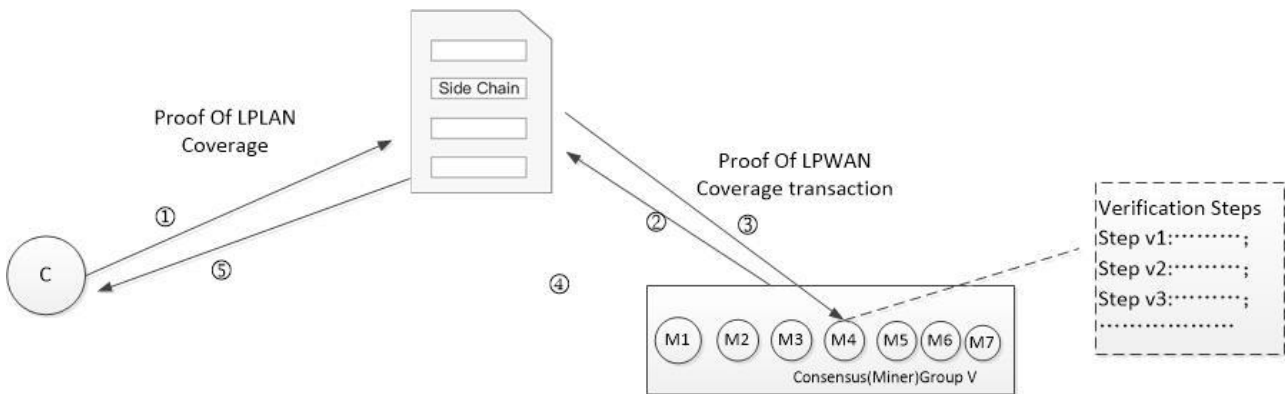 Side Chain
Proof Of LPLAN
Coverage
Proof Of LPWAN
Coverage transaction
①
②
③
④
⑤
C
Verification Steps
Step v1:·········;
Step v2:·········;
Step v3:·········;
··················
M1 M2 M3 M4 M5 M6 M7
Consensus(Miner)Group V